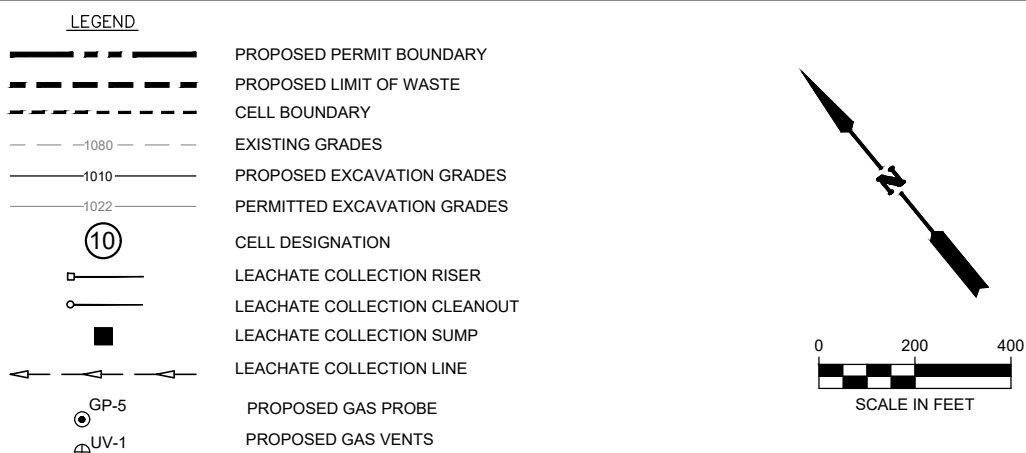 LEGEND
PROPOSED PERMIT BOUNDARY
PROPOSED LIMIT OF WASTE
CELL BOUNDARY
1080 EXISTING GRADES
1010 PROPOSED EXCAVATION GRADES
1022 PERMITTED EXCAVATION GRADES
10 CELL DESIGNATION
LEACHATE COLLECTION RISER
LEACHATE COLLECTION CLEANOUT
LEACHATE COLLECTION SUMP
LEACHATE COLLECTION LINE
GP-5 PROPOSED GAS PROBE
UV-1 PROPOSED GAS VENTS
N
0 200 400
SCALE IN FEET